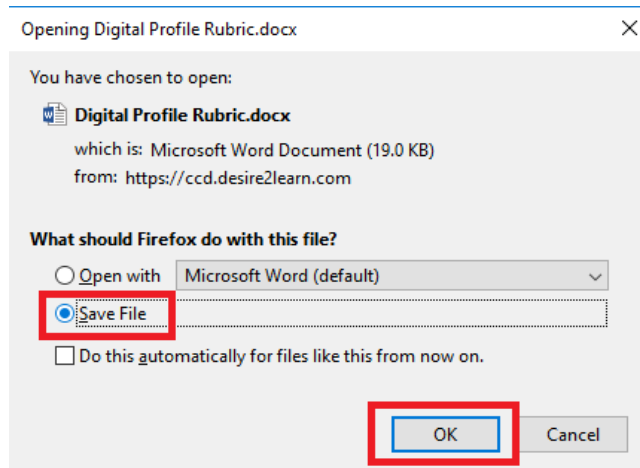 Opening Digital Profile Rubric.docx
You have chosen to open:
Digital Profile Rubric.docx
which is: Microsoft Word Document (19.0 KB)
from: https://ccd.desire2learn.com
What should Firefox do with this file?
Open with Microsoft Word (default)
Save File
Do this automatically for files like this from now on.
OK Cancel